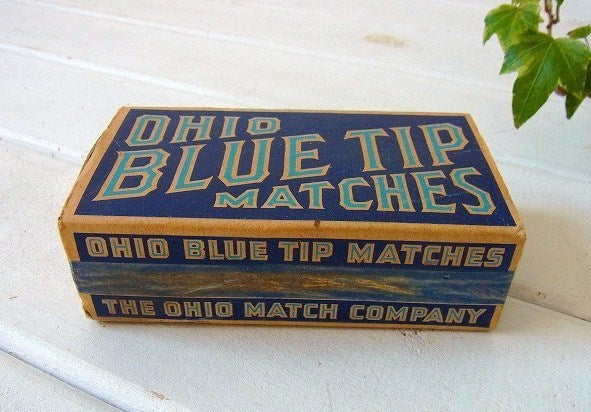 OHIO
BLUE TIP
MATCHES
OHIO BLUE TIP MATCHES
THE OHIO MATCH COMPANY